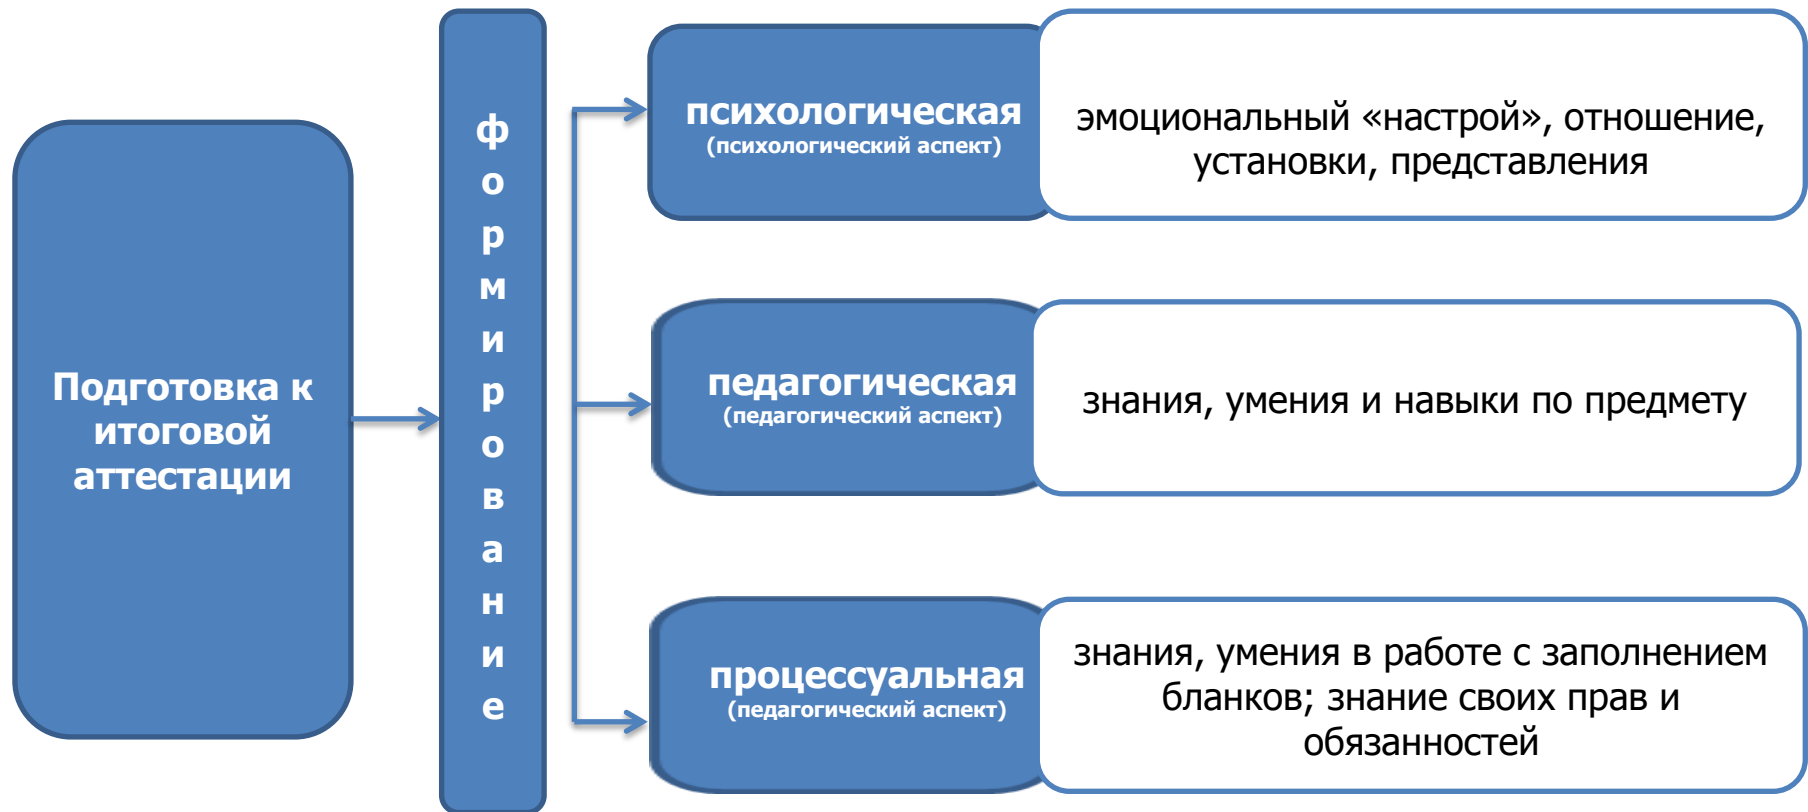 Подготовка к
итоговой
аттестации
формирование
психологическая
(психологический аспект)
эмоциональный «настрой», отношение,
установки, представления
педагогическая
(педагогический аспект)
знания, умения и навыки по предмету
процессуальная
(педагогический аспект)
знания, умения в работе с заполнением
бланков; знание своих прав и
обязанностей